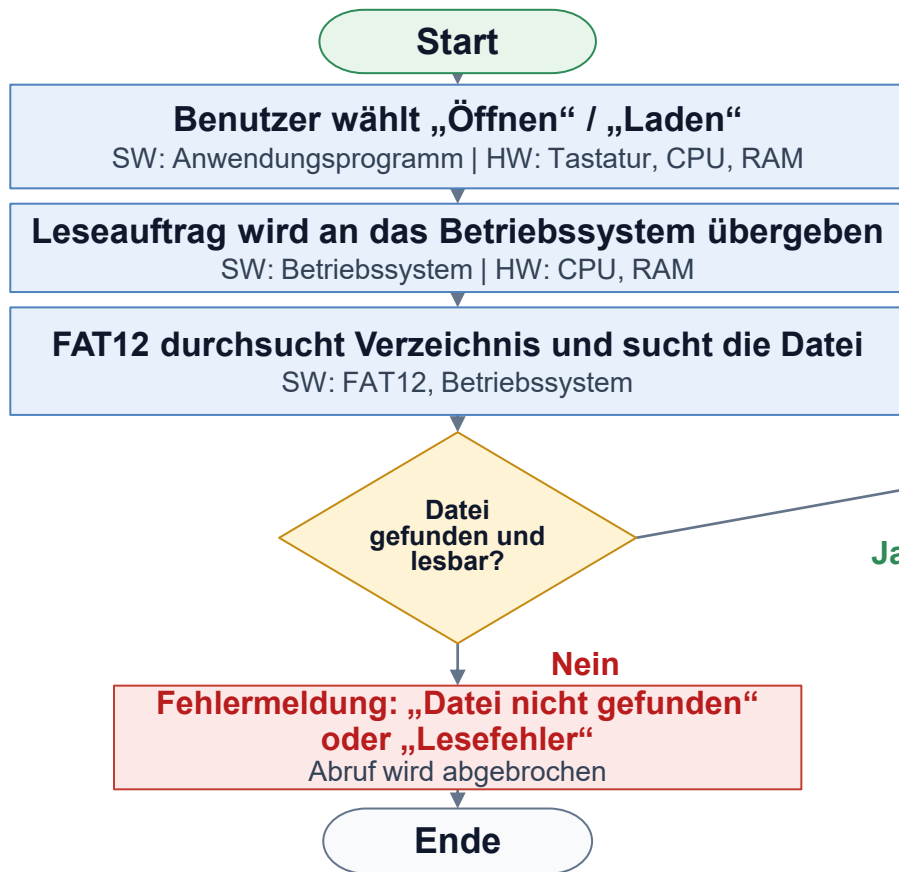 Start
Benutzer wählt „Öffnen“ / „Laden“
SW: Anwendungsprogramm | HW: Tastatur, CPU, RAM
Leseauftrag wird an das Betriebssystem übergeben
SW: Betriebssystem | HW: CPU, RAM
FAT12 durchsucht Verzeichnis und sucht die Datei
SW: FAT12, Betriebssystem
Datei
gefunden und
lesbar?
Ja
Nein
Fehlermeldung: „Datei nicht gefunden“
oder „Lesefehler“
Abruf wird abgebrochen
Ende